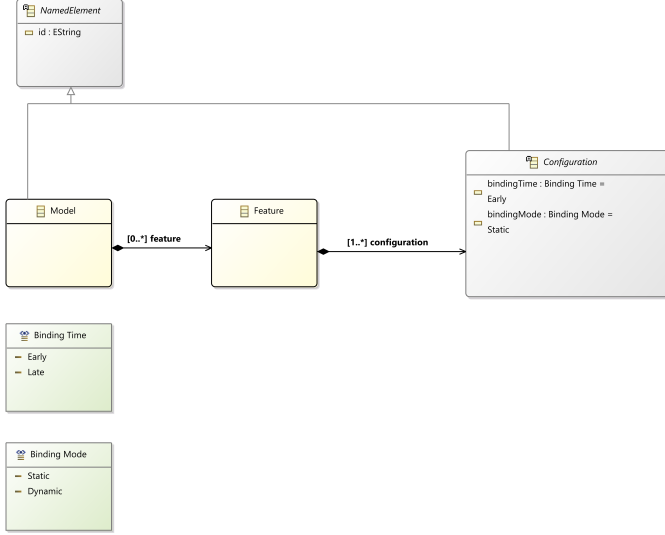 NamedElement
id : EString
Configuration
bindingTime : Binding Time =
Early
bindingMode : Binding Mode =
Static
Model
Feature
[0..*] feature
[1..*] configuration
Binding Time
Early
Late
Binding Mode
Static
Dynamic